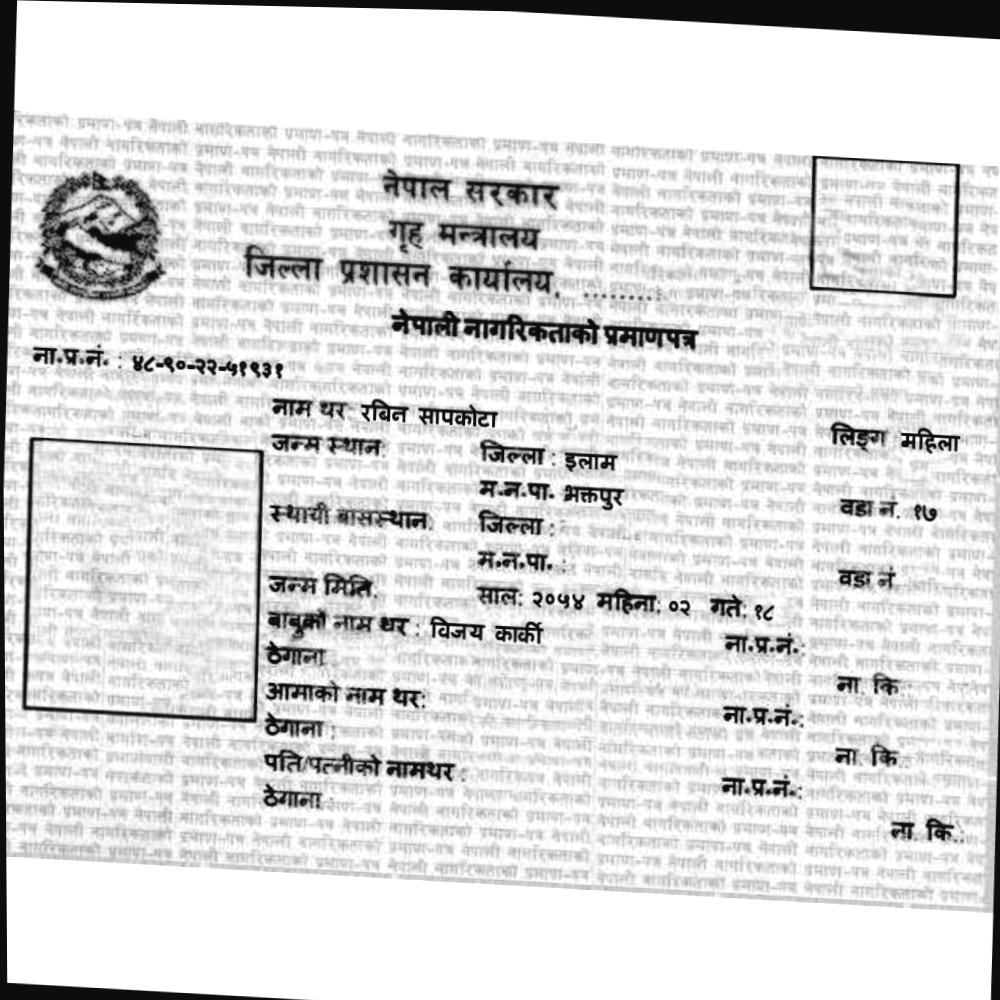 नेपाल सरकार
गृह मन्त्रालय
जिल्ला प्रशासन कार्यालय, ........
नेपाली नागरिकताको प्रमाणपत्र
ना.प्र.नं. : ४८-९०-२२-५१९३१
नाम थर: रबिन सापकोटा लिङ्ग महिला
जन्म स्थान: जिल्ला : इलाम
म.न.पा. भक्तपुर वडा नं. १७
स्थायी बासस्थान: जिल्ला :
म.न.पा. : वडा नं.
जन्म मिति: साल: २०५४ महिना: ०२ गते: १८
बाबुको नाम थर : विजय कार्की ना.प्र.नं.:
ठेगाना : ना. कि.:
आमाको नाम थर: ना.प्र.नं.:
ठेगाना : ना. कि.:
पति/पत्नीको नामथर : ना.प्र.नं.:
ठेगाना : ना. कि.: